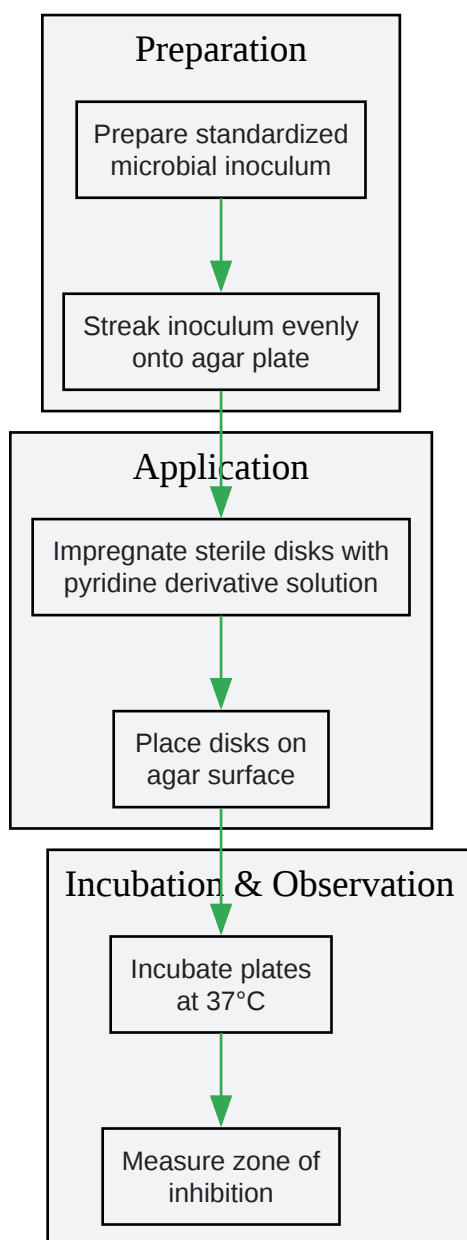 Preparation
Prepare standardized
microbial inoculum
Streak inoculum evenly
onto agar plate
Application
Impregnate sterile disks with
pyridine derivative solution
Place disks on
agar surface
Incubation & Observation
Incubate plates
at 37°C
Measure zone of
inhibition